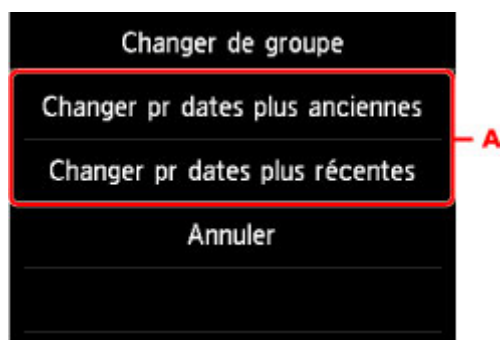 Changer de groupe
Changer pr dates plus anciennes
Changer pr dates plus récentes
A
Annuler